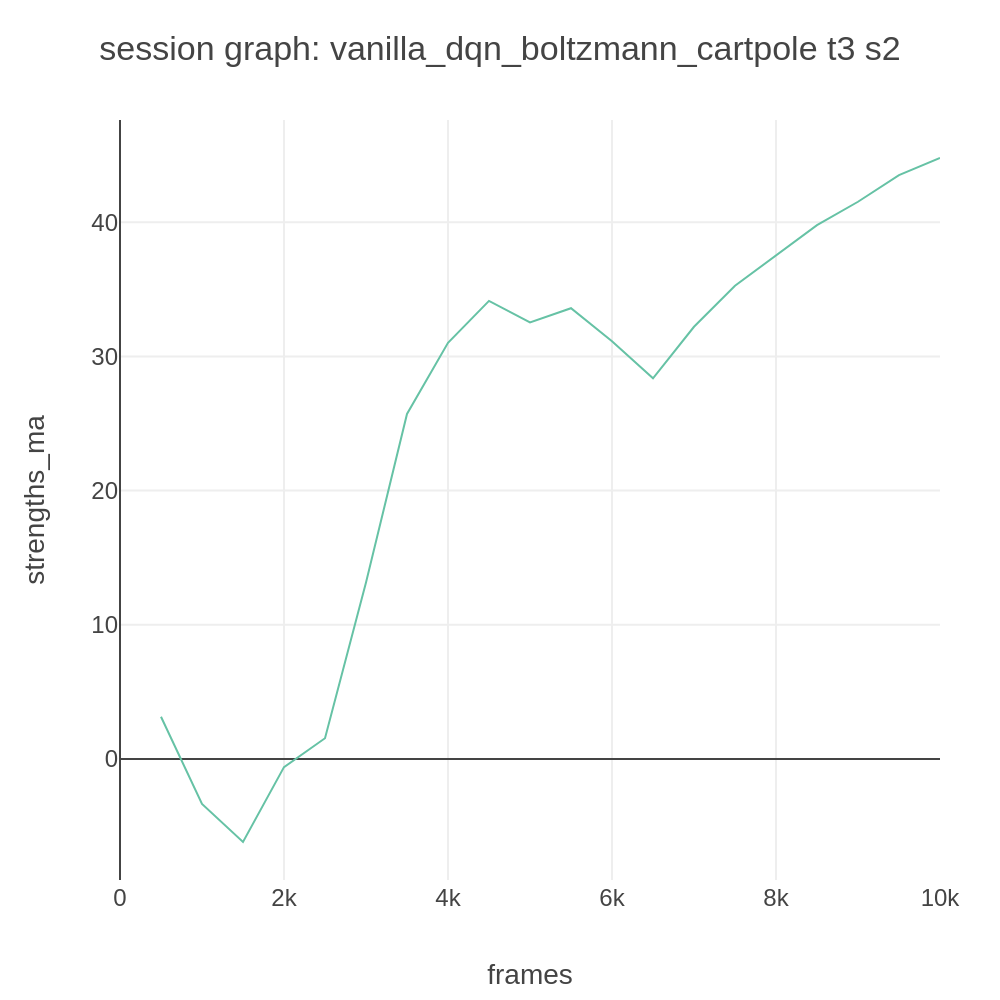 session graph: vanilla_dqn_boltzmann_cartpole t3 s2
strengths_ma
40
30
20
10
0
0 2k 4k 6k 8k 10k
frames